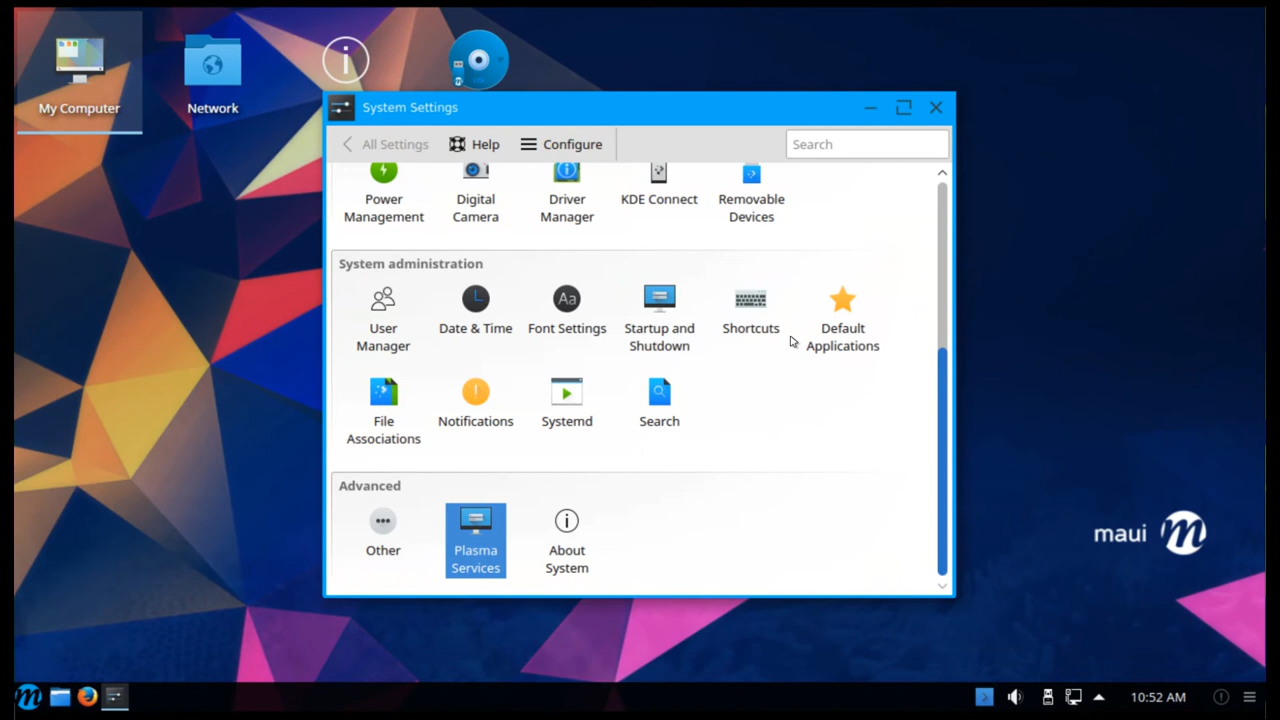 My Computer
Network
System Settings
All Settings
Help
Configure
Search
Power
Management
Digital
Camera
Driver
Manager
KDE Connect
Removable
Devices
System administration
User
Manager
Date & Time
Font Settings
Startup and
Shutdown
Shortcuts
Default
Applications
File
Associations
Notifications
Systemd
Search
Advanced
Other
Plasma
Services
About
System
maui
10:52 AM